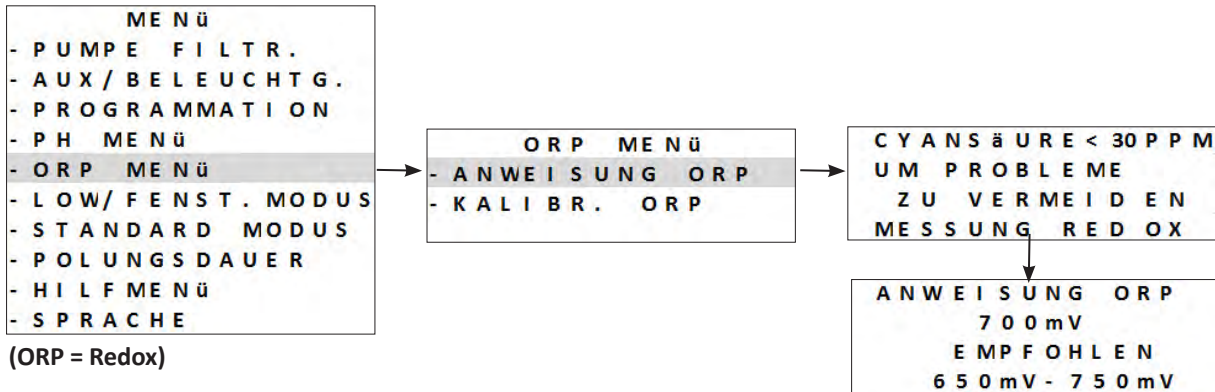 MENü
- PUMPE FILTR.
- AUX/BELEUCHTG.
- PROGRAMMATION
- PH MENü
- ORP MENü
- LOW/FENST.MODUS
- STANDARD MODUS
- POLUNGSDAUER
- HILFMENü
- SPRACHE
(ORP = Redox)
ORP MENü
- ANWEISUNG ORP
- KALIBR. ORP
CYANSäURE<30PPM
UM PROBLEME
ZU VERMEIDEN
MESSUNG REDOX
ANWEISUNG ORP
700mV
EMPFOHLEN
650mV-750mV